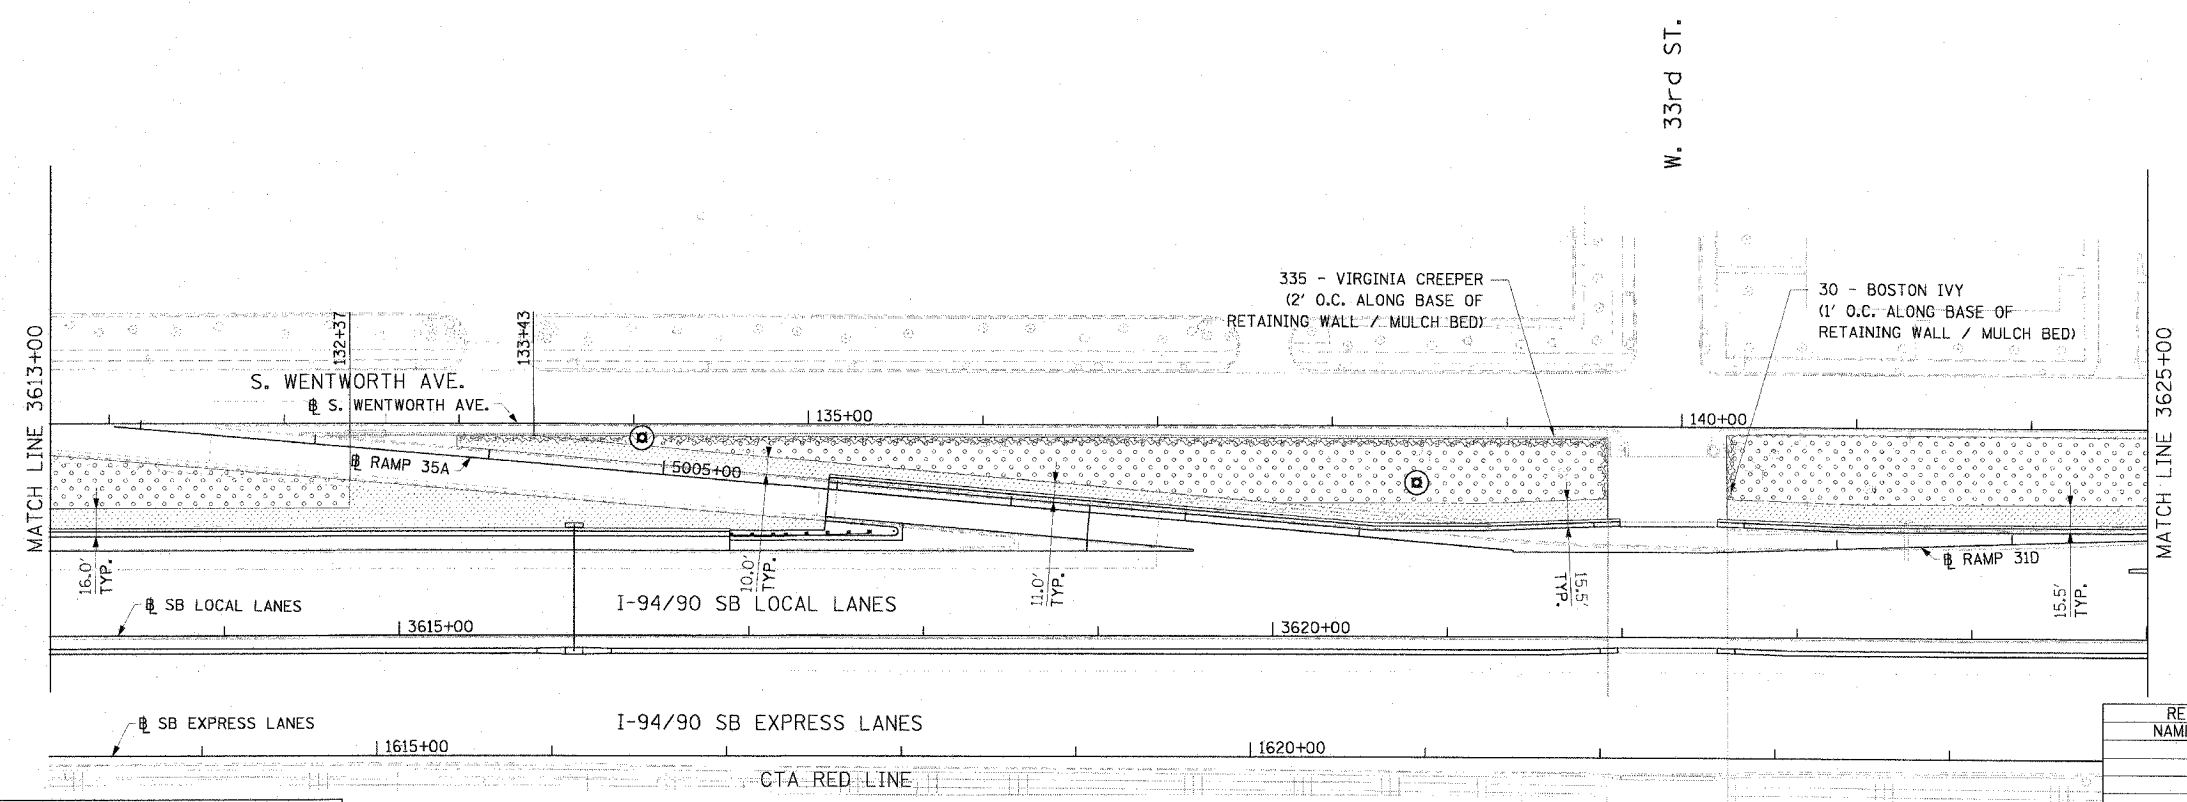 W. 33rd ST.
335 - VIRGINIA CREEPER
(2' O.C. ALONG BASE OF
RETAINING WALL / MULCH BED)
30 - BOSTON IVY
(1' O.C. ALONG BASE OF
RETAINING WALL / MULCH BED)
MATCH LINE 3613+00
132+37
133+43
MATCH LINE 3625+00
S. WENTWORTH AVE.
℄ S. WENTWORTH AVE.
135+00
140+00
℄ RAMP 35A
5005+00
℄ RAMP 31D
16.0'
TYP.
10.0'
TYP.
11.0'
TYP.
15.5'
TYP.
15.5'
TYP.
℄ SB LOCAL LANES
I-94/90 SB LOCAL LANES
3615+00
3620+00
℄ SB EXPRESS LANES
I-94/90 SB EXPRESS LANES
1615+00
1620+00
CTA RED LINE
RE
NAM